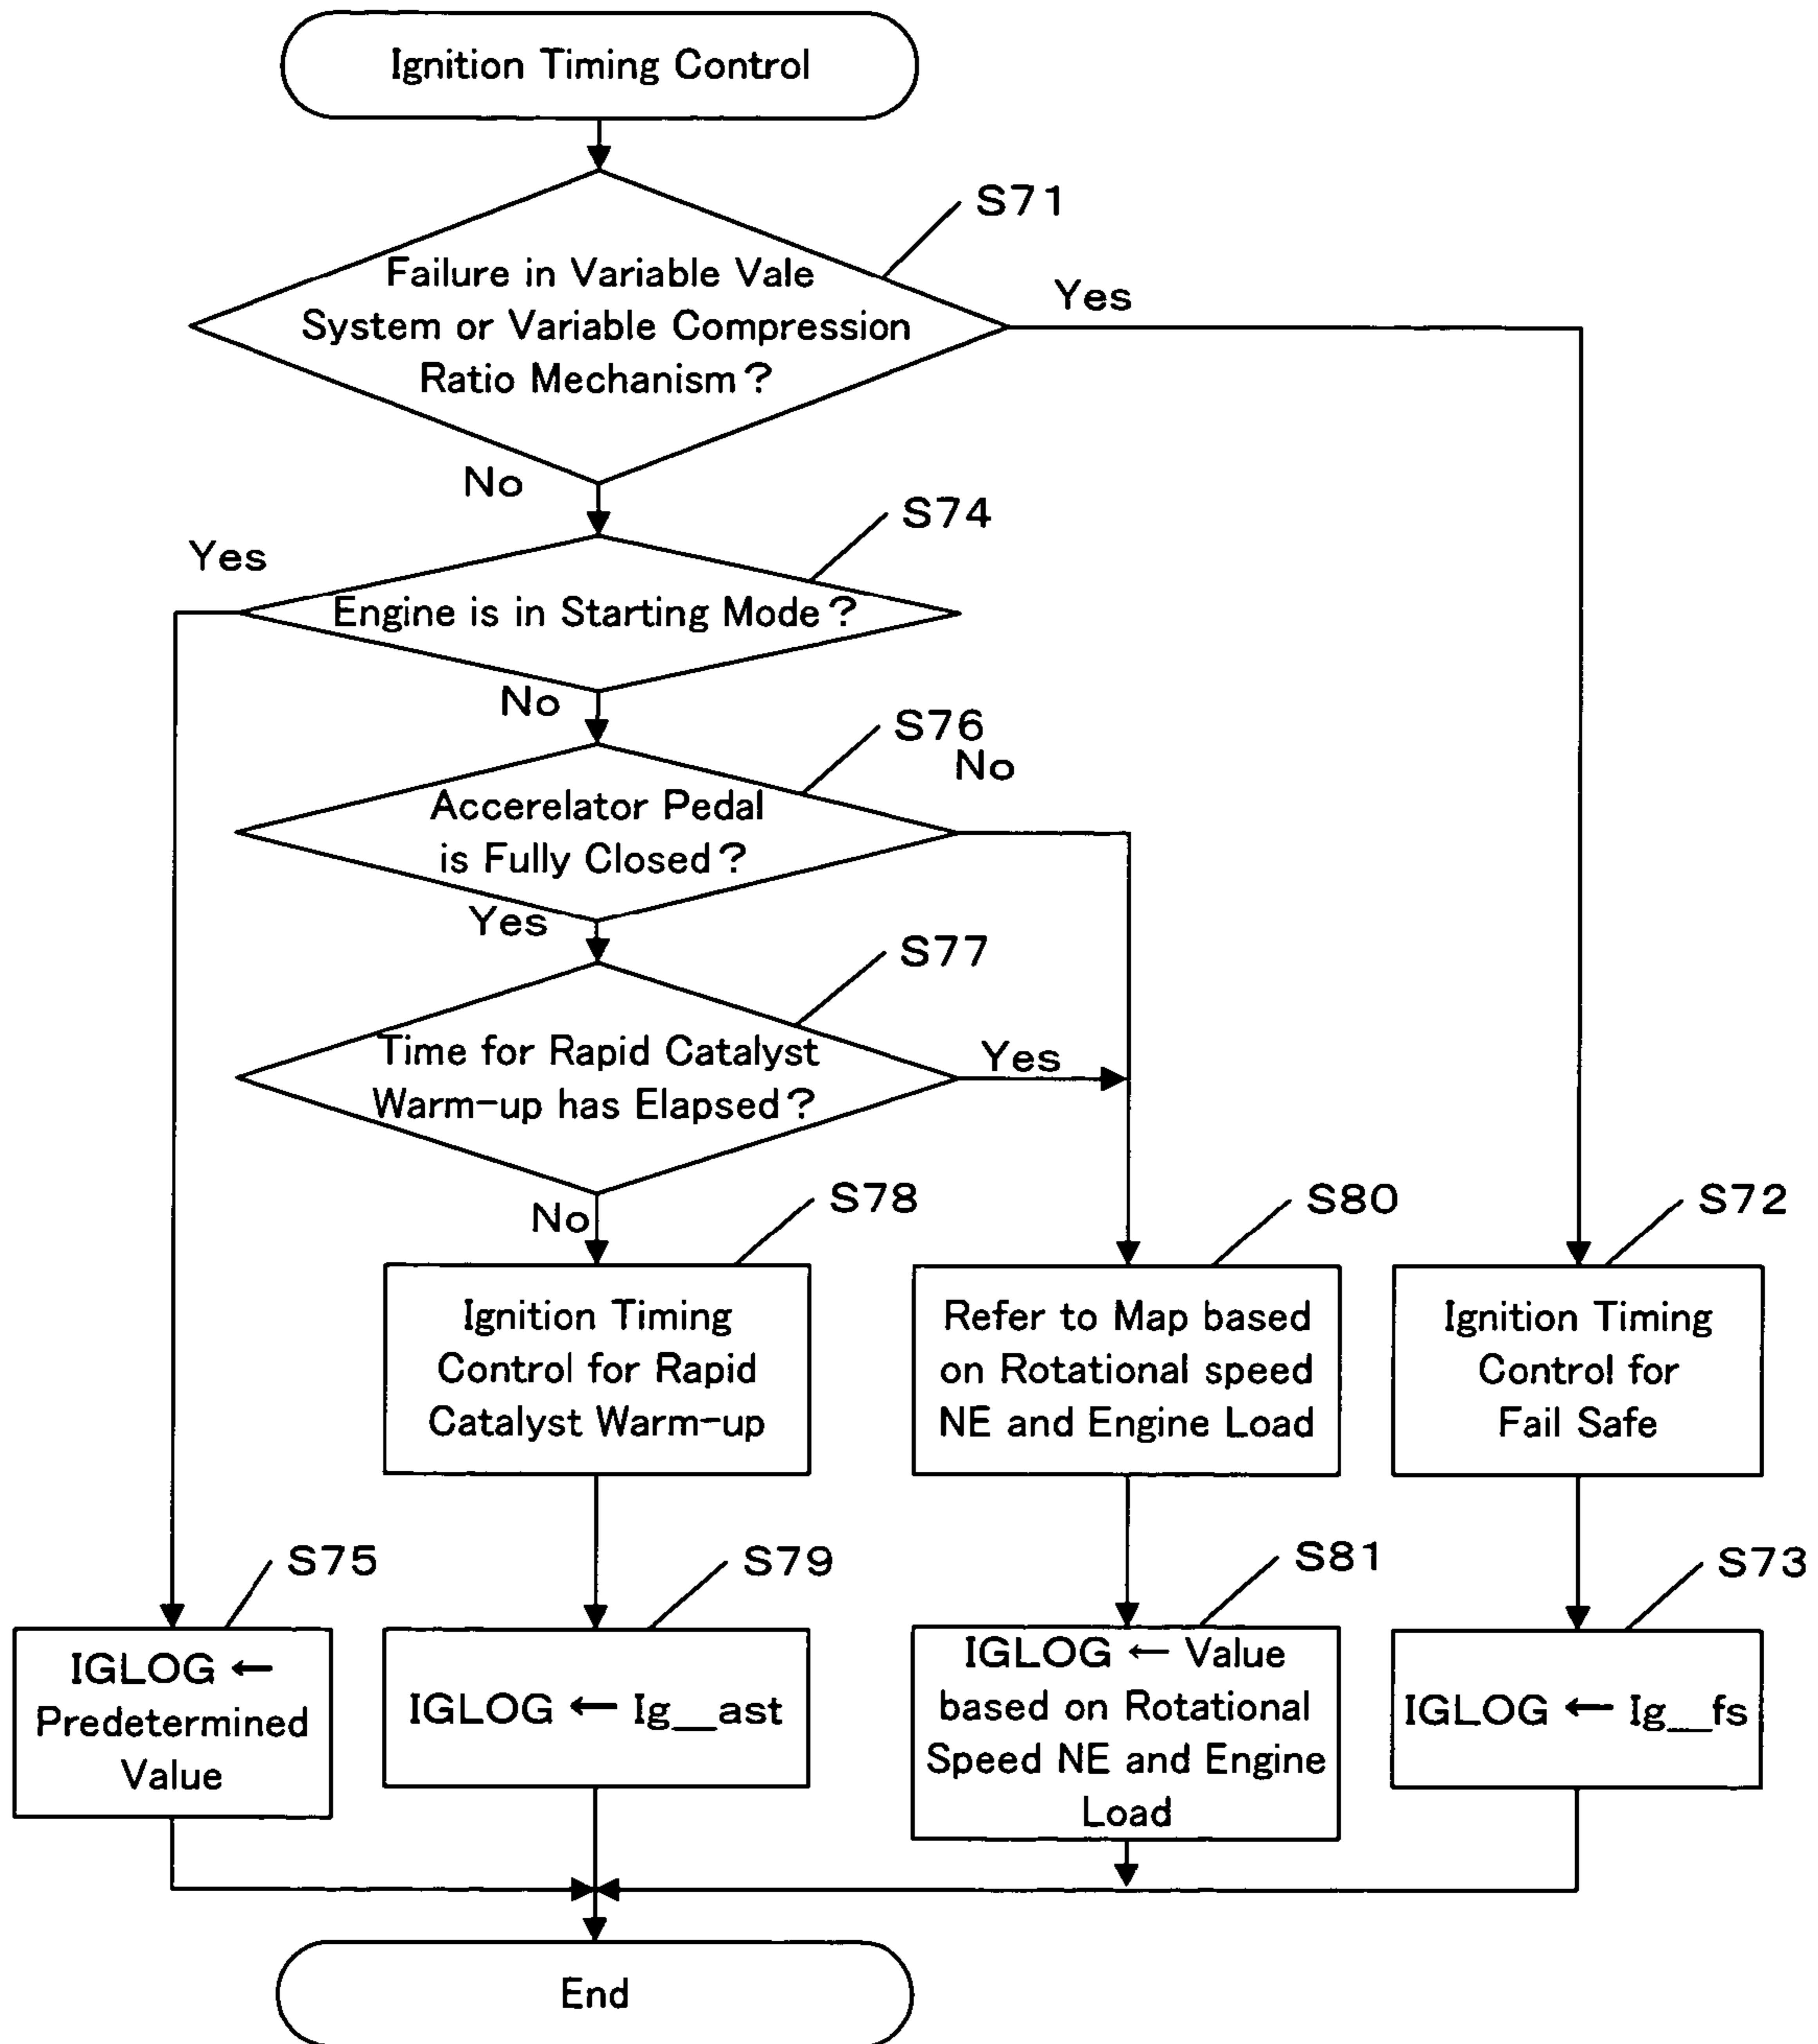 Ignition Timing Control
S71
Failure in Variable Vale
System or Variable Compression
Ratio Mechanism?
Yes
No
S74
Yes
Engine is in Starting Mode?
No
S76
No
Accerelator Pedal
is Fully Closed?
Yes
S77
Time for Rapid Catalyst
Warm-up has Elapsed?
Yes
No
S78
S80
S72
Ignition Timing
Control for Rapid
Catalyst Warm-up
Refer to Map based
on Rotational speed
NE and Engine Load
Ignition Timing
Control for
Fail Safe
S75
S79
S81
S73
IGLOG ←
Predetermined
Value
IGLOG ← Ig__ast
IGLOG ← Value
based on Rotational
Speed NE and Engine
Load
IGLOG ← Ig__fs
End